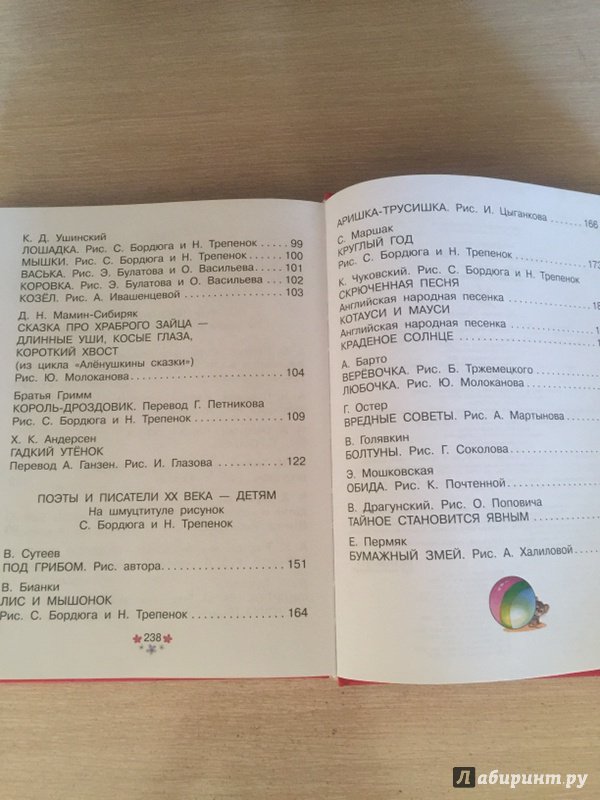 К. Д. Ушинский
ЛОШАДКА. Рис. С. Бордюга и Н. Трепенок ... 99
МЫШКИ. Рис. С. Бордюга и Н. Трепенок ..... 100
ВАСЬКА. Рис. Э. Булатова и О. Васильева .... 101
КОРОВКА. Рис. Э. Булатова и О. Васильева ... 102
КОЗЁЛ. Рис. А. Ивашенцевой ............... 103
Д. Н. Мамин-Сибиряк
СКАЗКА ПРО ХРАБРОГО ЗАЙЦА —
ДЛИННЫЕ УШИ, КОСЫЕ ГЛАЗА,
КОРОТКИЙ ХВОСТ
(из цикла «Алёнушкины сказки»)
Рис. Ю. Молоканова ...................... 104
Братья Гримм
КОРОЛЬ-ДРОЗДОВИК. Перевод Г. Петникова
Рис. С. Бордюга и Н. Трепенок ............. 109
Х. К. Андерсен
ГАДКИЙ УТЁНОК
Перевод А. Ганзен. Рис. И. Глазова ......... 122
ПОЭТЫ И ПИСАТЕЛИ XX ВЕКА — ДЕТЯМ
На шмуцтитуле рисунок
С. Бордюга и Н. Трепенок
В. Сутеев
ПОД ГРИБОМ. Рис. автора .................. 151
В. Бианки
ЛИС И МЫШОНОК
Рис. С. Бордюга и Н. Трепенок ............. 164
238
АРИШКА-ТРУСИШКА. Рис. И. Цыганкова ... 166
С. Маршак
КРУГЛЫЙ ГОД
Рис. С. Бордюга и Н. Трепенок ............ 173
К. Чуковский. Рис. С. Бордюга и Н. Трепенок
СКРЮЧЕННАЯ ПЕСНЯ
Английская народная песенка ............
КОТАУСИ И МАУСИ
Английская народная песенка ............
КРАДЕНОЕ СОЛНЦЕ ......................
А. Барто
ВЕРЁВОЧКА. Рис. Б. Тржемецкого ..........
ЛЮБОЧКА. Рис. Ю. Молоканова ............
Г. Остер
ВРЕДНЫЕ СОВЕТЫ. Рис. А. Мартынова .....
В. Голявкин
БОЛТУНЫ. Рис. Г. Соколова ................
Э. Мошковская
ОБИДА. Рис. К. Почтенной .................
В. Драгунский. Рис. О. Поповича
ТАЙНОЕ СТАНОВИТСЯ ЯВНЫМ ..............
Е. Пермяк
БУМАЖНЫЙ ЗМЕЙ. Рис. А. Халиловой .......
Лабиринт.ру